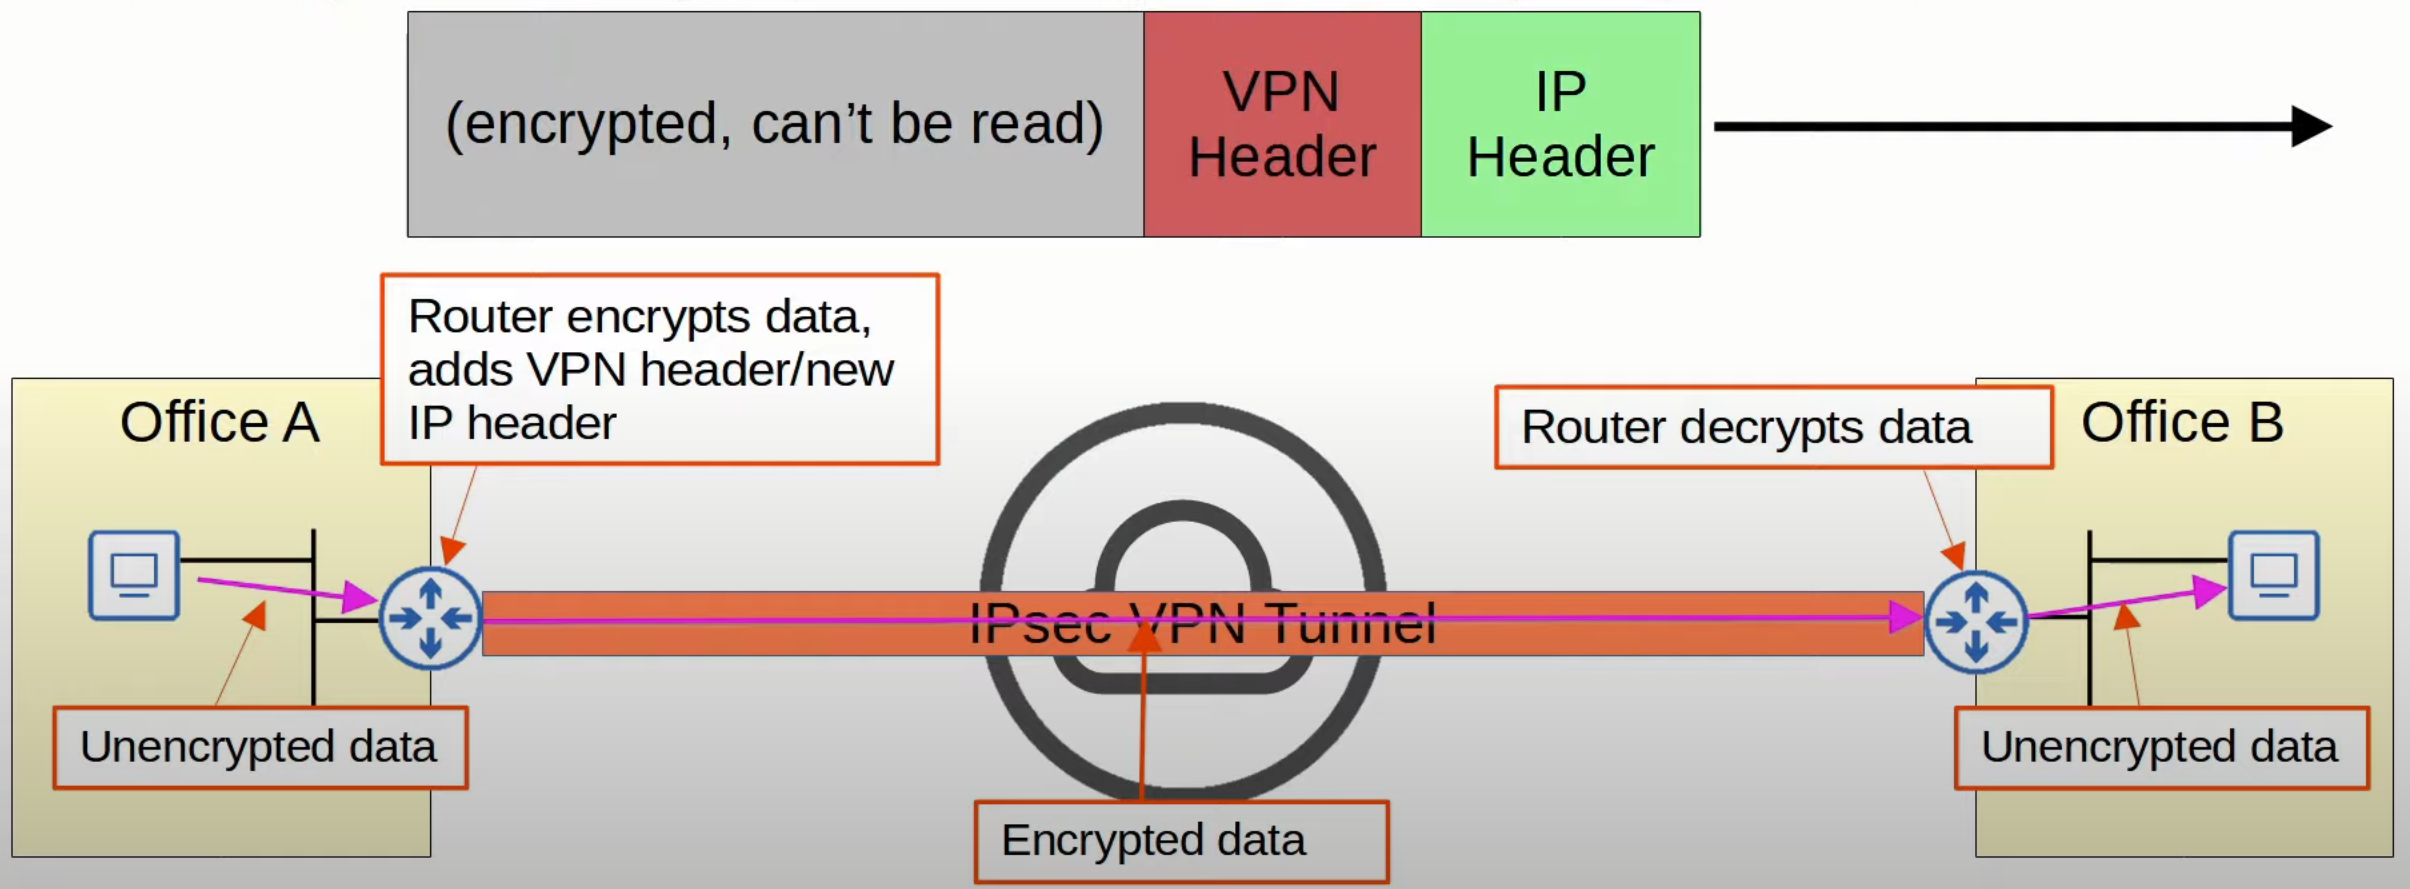 (encrypted, can't be read)
VPN
Header
IP
Header
Router encrypts data,
adds VPN header/new
IP header
Office A
Router decrypts data
Office B
IPsec VPN Tunnel
Unencrypted data
Unencrypted data
Encrypted data